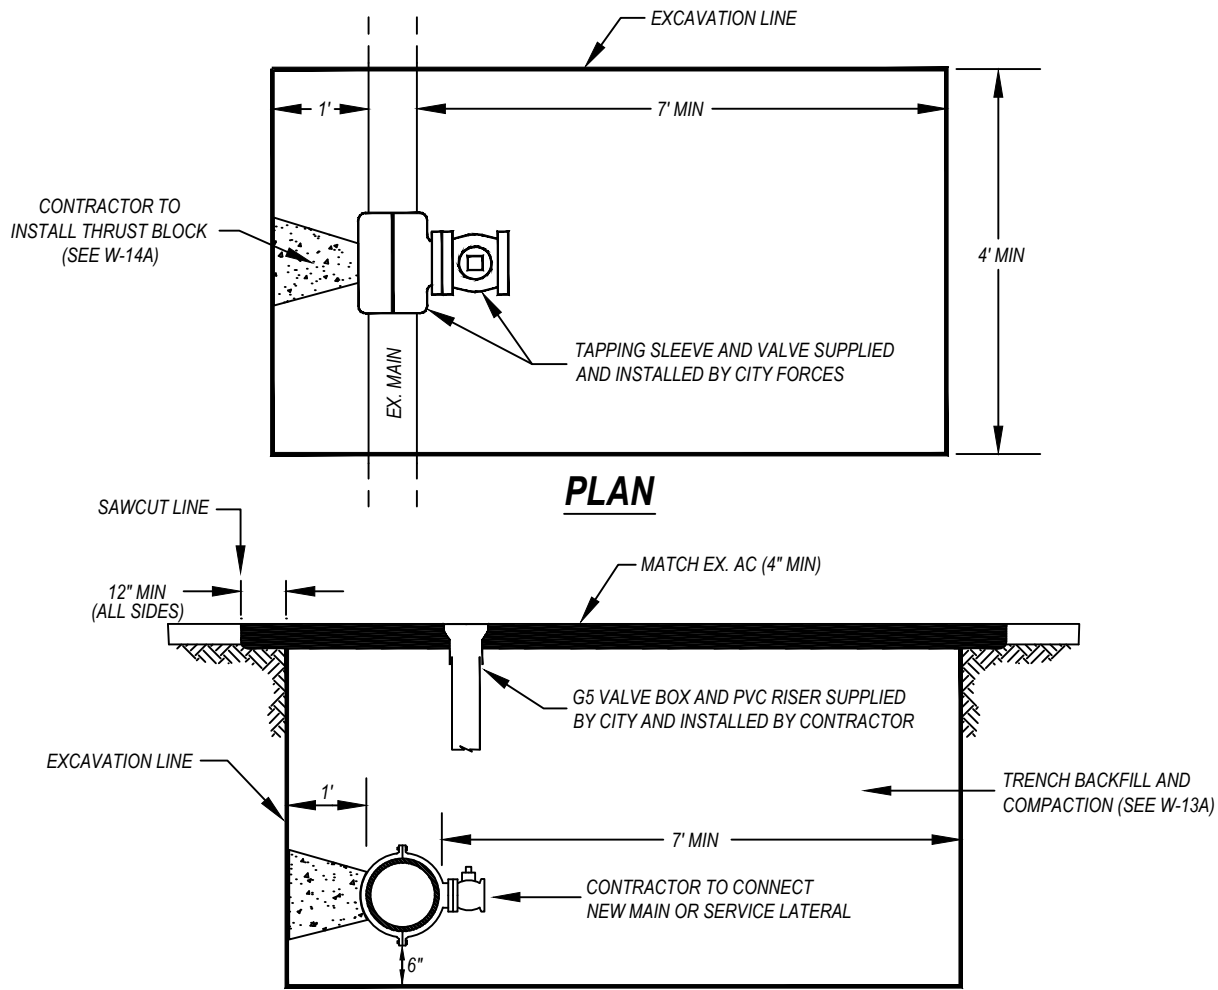 EXCAVATION LINE
1'
7' MIN
CONTRACTOR TO
INSTALL THRUST BLOCK
(SEE W-14A)
4' MIN
TAPPING SLEEVE AND VALVE SUPPLIED
AND INSTALLED BY CITY FORCES
EX. MAIN
PLAN
SAWCUT LINE
MATCH EX. AC (4" MIN)
12" MIN
(ALL SIDES)
G5 VALVE BOX AND PVC RISER SUPPLIED
BY CITY AND INSTALLED BY CONTRACTOR
EXCAVATION LINE
TRENCH BACKFILL AND
COMPACTION (SEE W-13A)
1'
7' MIN
CONTRACTOR TO CONNECT
NEW MAIN OR SERVICE LATERAL
6"